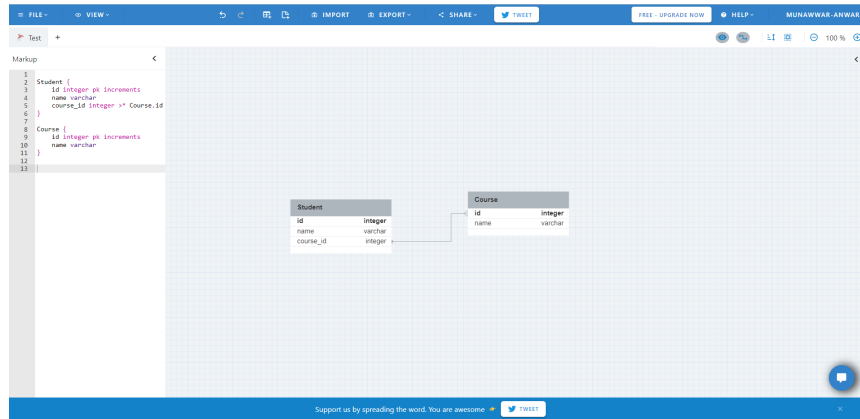 FILE VIEW IMPORT EXPORT SHARE TWEET FREE - UPGRADE NOW HELP MUNAWWAR-ANWAR
Test + 100 %
Markup
1
2 Student {
3 id integer pk increments
4 name varchar
5 course_id integer >* Course.id
6 }
7
8 Course {
9 id integer pk increments
10 name varchar
11 }
12
13
Student
id integer
name varchar
course_id integer
Course
id integer
name varchar
Support us by spreading the word. You are awesome TWEET